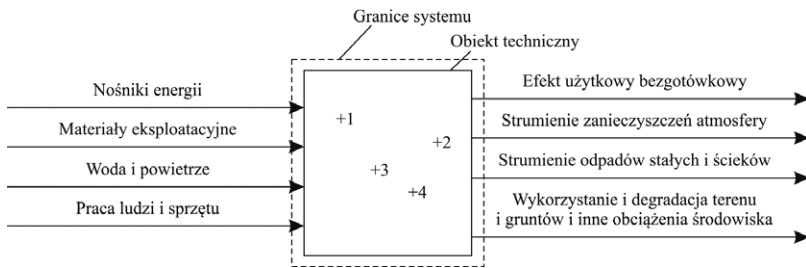 Granice systemu
Obiekt techniczny
Nośniki energii
Materiały eksploatacyjne
Woda i powietrze
Praca ludzi i sprzętu
+1
+2
+3
+4
Efekt użytkowy bezgotówkowy
Strumienie zanieczyszczeń atmosfery
Strumienie odpadów stałych i ścieków
Wykorzystanie i degradacja terenu
i gruntów i inne obciążenia środowiska